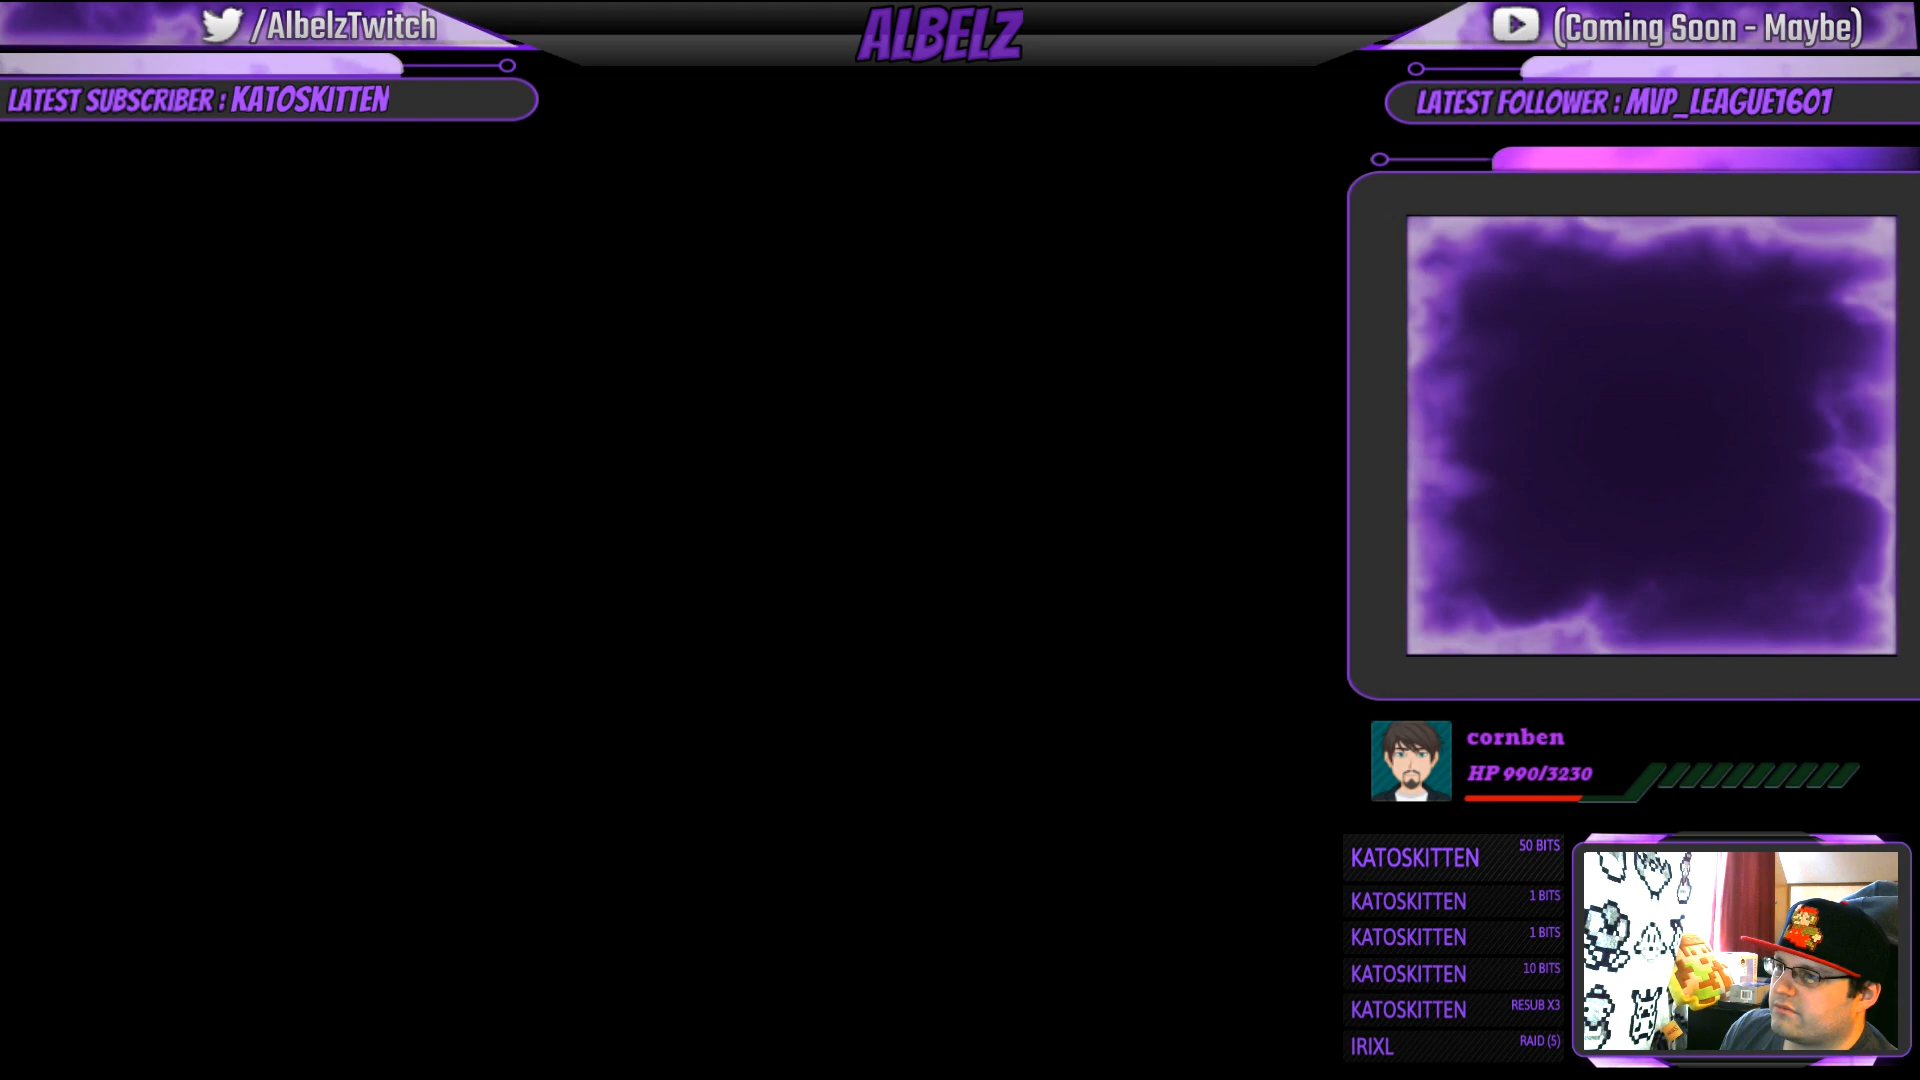 /AlbelzTwitch
ALBELZ
(Coming Soon - Maybe)
LATEST SUBSCRIBER : KATOSKITTEN
LATEST FOLLOWER : MVP_LEAGUE1601
cornben
HP 990/3230
KATOSKITTEN 50 BITS
KATOSKITTEN 1 BITS
KATOSKITTEN 1 BITS
KATOSKITTEN 10 BITS
KATOSKITTEN RESUB X3
IRIXL RAID (5)